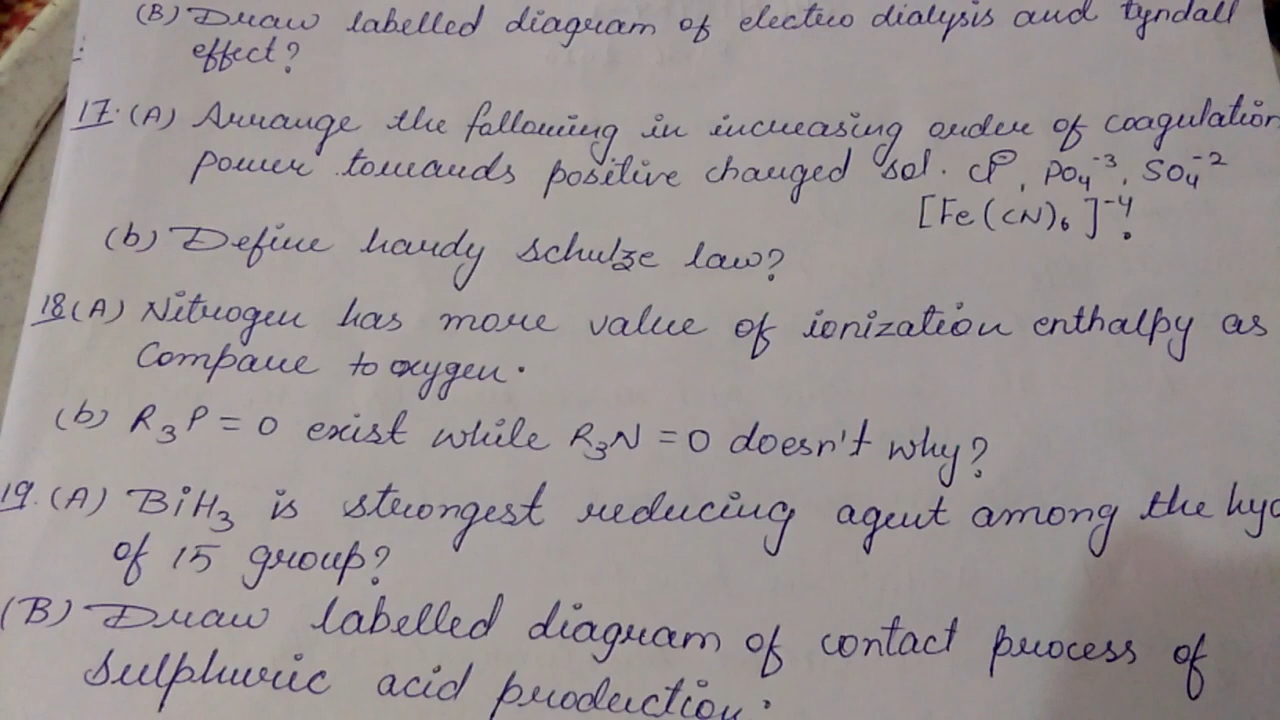 (B) Draw labelled diagram of electro dialysis and tyndall
effect?
17. (A) Arrange the following in increasing order of coagulation
power towards positive charged sol. Cl⊖, PO₄⁻³, SO₄⁻²
[Fe(CN)₆]⁻⁴?
(b) Define hardy schulze law?
18(A) Nitrogen has more value of ionization enthalpy as
compare to oxygen.
(b) R₃P = O exist while R₃N = O doesn't why?
19. (A) BiH₃ is strongest reducing agent among the hyd
of 15 group?
(B) Draw labelled diagram of contact process of
sulphuric acid production.